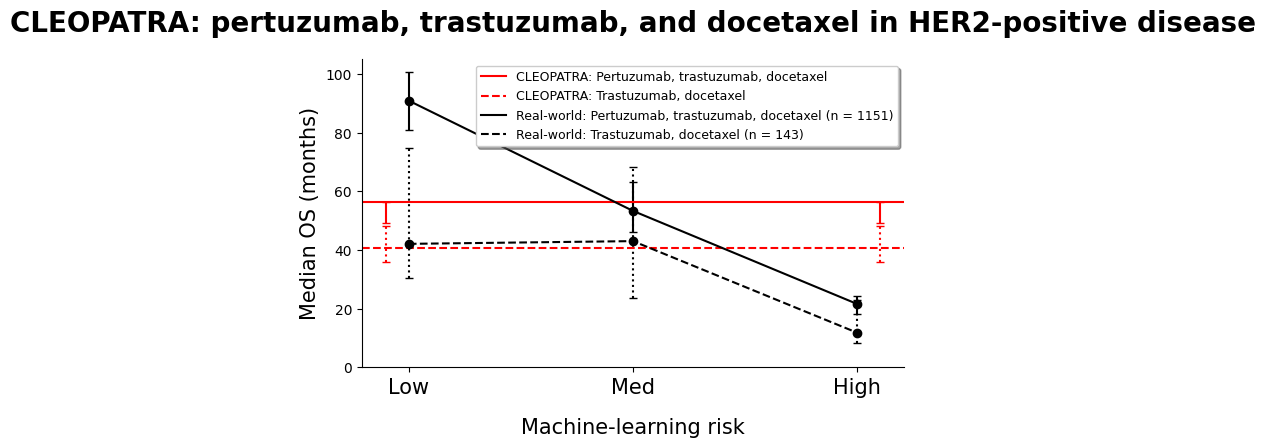 CLEOPATRA: pertuzumab, trastuzumab, and docetaxel in HER2-positive disease
CLEOPATRA: Pertuzumab, trastuzumab, docetaxel
CLEOPATRA: Trastuzumab, docetaxel
Real-world: Pertuzumab, trastuzumab, docetaxel (n = 1151)
Real-world: Trastuzumab, docetaxel (n = 143)
Median OS (months)
100
80
60
40
20
0
Low Med High
Machine-learning risk